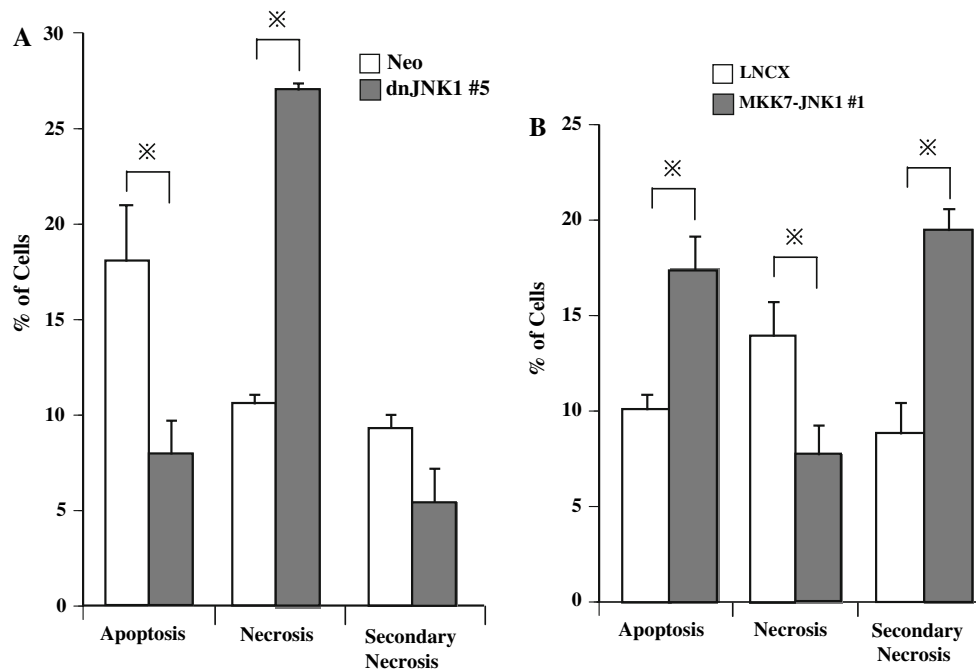 A
※
Neo
dnJNK1 #5
※
% of Cells
30
25
20
15
10
5
0
Apoptosis
Necrosis
Secondary
Necrosis
B
LNCX
MKK7-JNK1 #1
※
※
※
% of Cells
25
20
15
10
5
0
Apoptosis
Necrosis
Secondary
Necrosis